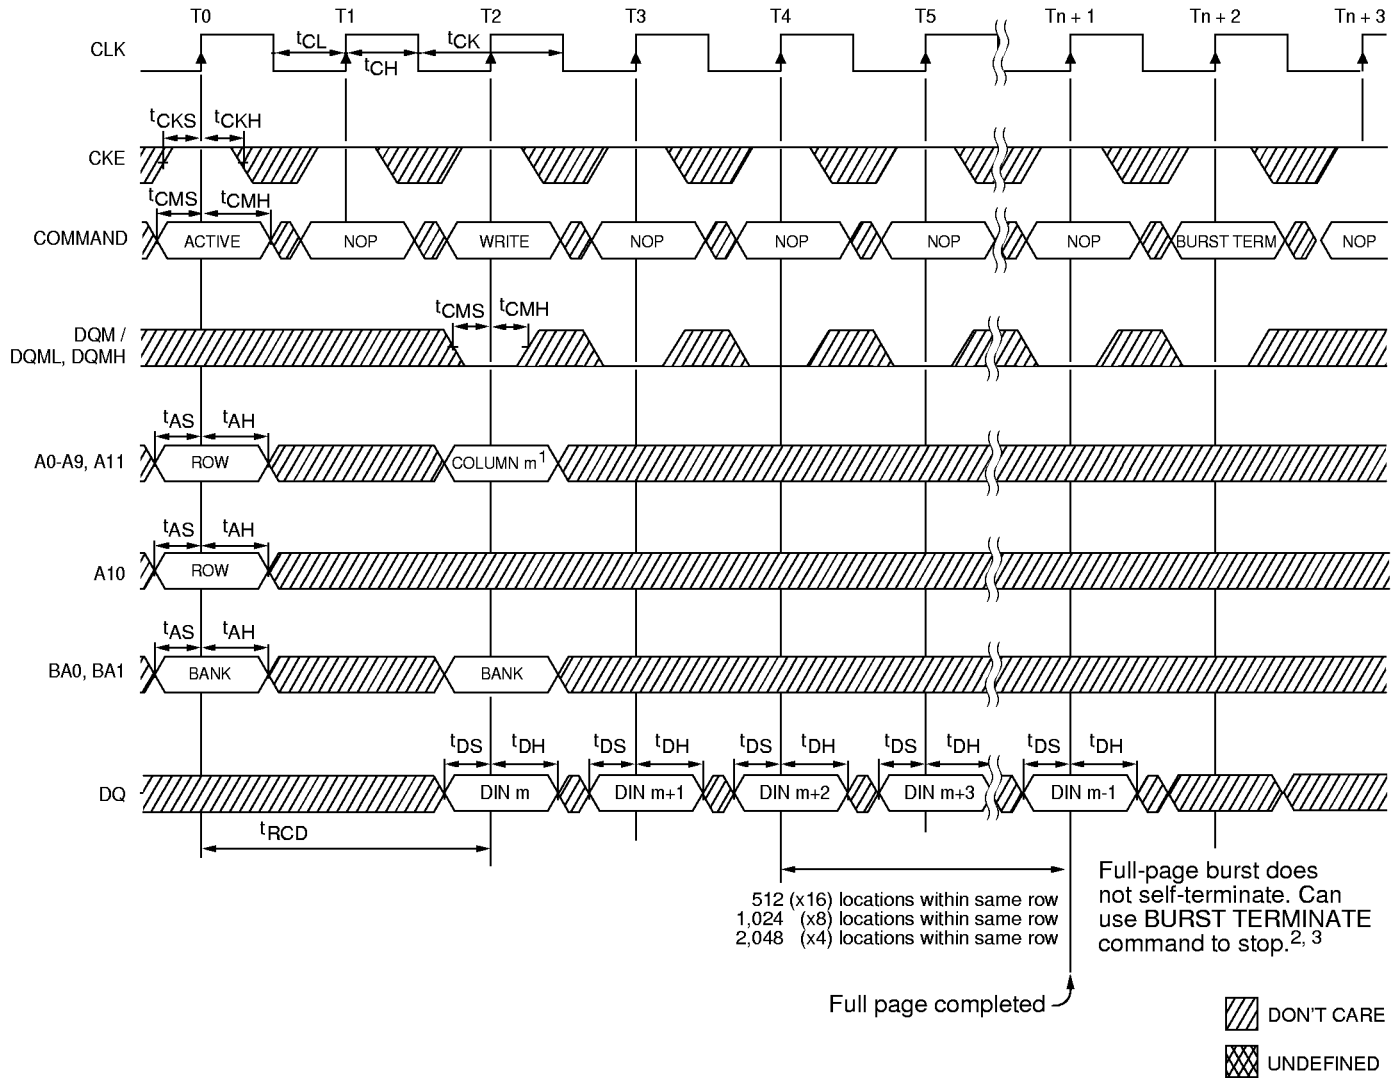 T0 T1 T2 T3 T4 T5 Tn + 1 Tn + 2 Tn + 3
CLK
tCL tCK
tCH
tCKS tCKH
CKE
tCMS tCMH
COMMAND ACTIVE NOP WRITE NOP NOP NOP NOP BURST TERM NOP
tCMS tCMH
DQM /
DQML, DQMH
tAS tAH
A0-A9, A11 ROW COLUMN m1
tAS tAH
A10 ROW
tAS tAH
BA0, BA1 BANK BANK
tDS tDH tDS tDH tDS tDH tDS tDH tDS tDH
DQ DIN m DIN m+1 DIN m+2 DIN m+3 DIN m-1
tRCD
512 (x16) locations within same row
1,024 (x8) locations within same row
2,048 (x4) locations within same row
Full-page burst does
not self-terminate. Can
use BURST TERMINATE
command to stop.2, 3
Full page completed
DON'T CARE
UNDEFINED